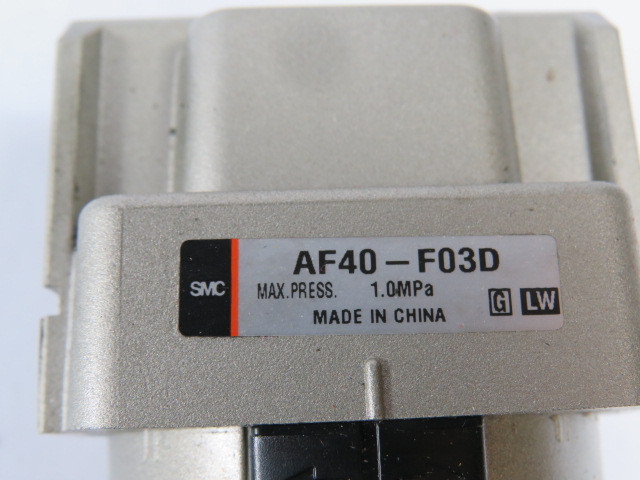 SMC
AF40-F03D
MAX.PRESS. 1.0MPa
MADE IN CHINA
G LW